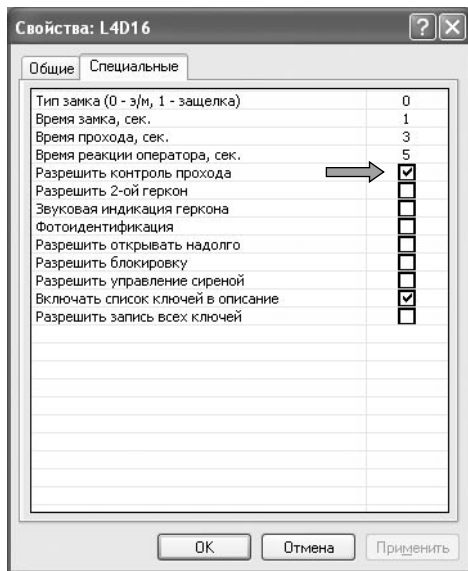 Свойства: L4D16
Общие Специальные
Тип замка (0 - э/м, 1 - защелка) 0
Время замка, сек. 1
Время прохода, сек. 3
Время реакции оператора, сек. 5
Разрешить контроль прохода
Разрешить 2-ой геркон
Звуковая индикация геркона
Фотоидентификация
Разрешить открывать надолго
Разрешить блокировку
Разрешить управление сиреной
Включать список ключей в описание
Разрешить запись всех ключей
ОК Отмена Применить